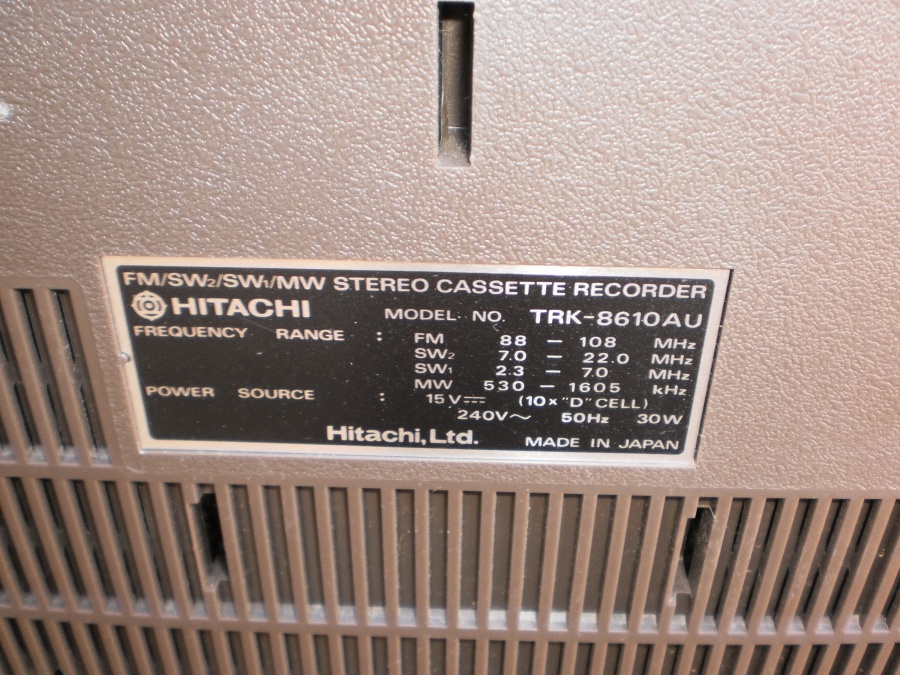 FM/SW₂/SW₁/MW STEREO CASSETTE RECORDER
HITACHI MODEL NO. TRK-8610AU
FREQUENCY RANGE : FM 88 — 108 MHz
SW₂ 7.0 — 22.0 MHz
SW₁ 2.3 — 7.0 MHz
MW 530 — 1605 kHz
POWER SOURCE : 15V⎓ (10×"D" CELL)
240V～ 50Hz 30W
Hitachi, Ltd. MADE IN JAPAN